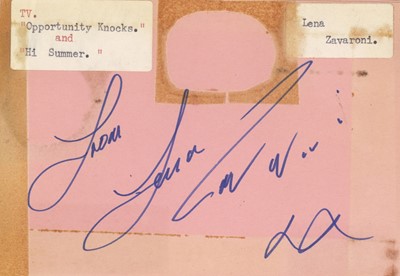 TV.
"Opportunity Knocks."
and
"Hi Summer. "
Lena
Zavaroni.
From
Lena
Zavaroni
xx